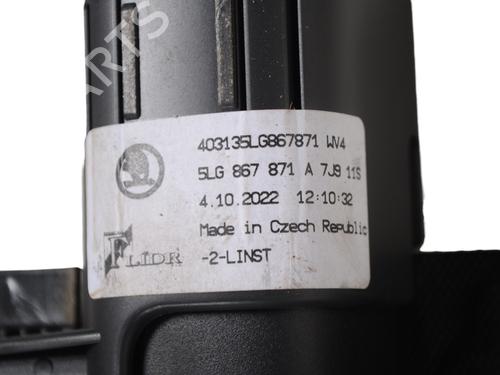 PARTS
403135LG867871 WV4
5LG 867 871 A 7J9 11S
4.10.2022 12:10:32
Made in Czech Republic
FLIDR -2-LINST